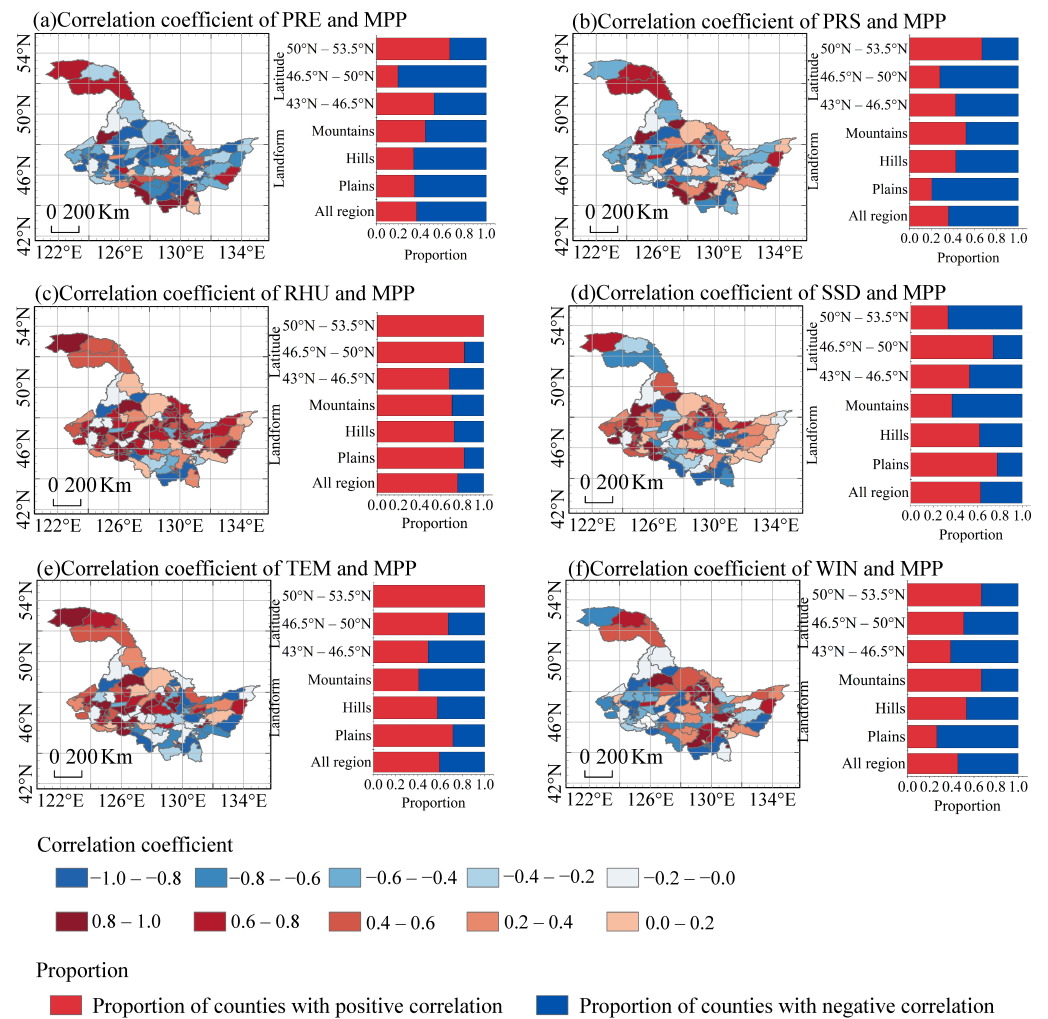 (a)Correlation coefficient of PRE and MPP
54°N
50°N
46°N
42°N
0 200 Km
122°E 126°E 130°E 134°E
Latitude
Landform
50°N – 53.5°N
46.5°N – 50°N
43°N – 46.5°N
Mountains
Hills
Plains
All region
0.0 0.2 0.4 0.6 0.8 1.0
Proportion
(b)Correlation coefficient of PRS and MPP
54°N
50°N
46°N
42°N
0 200 Km
122°E 126°E 130°E 134°E
Latitude
Landform
50°N – 53.5°N
46.5°N – 50°N
43°N – 46.5°N
Mountains
Hills
Plains
All region
0.0 0.2 0.4 0.6 0.8 1.0
Proportion
(c)Correlation coefficient of RHU and MPP
54°N
50°N
46°N
42°N
0 200 Km
122°E 126°E 130°E 134°E
Latitude
Landform
50°N – 53.5°N
46.5°N – 50°N
43°N – 46.5°N
Mountains
Hills
Plains
All region
0.0 0.2 0.4 0.6 0.8 1.0
Proportion
(d)Correlation coefficient of SSD and MPP
54°N
50°N
46°N
42°N
0 200 Km
122°E 126°E 130°E 134°E
Latitude
Landform
50°N – 53.5°N
46.5°N – 50°N
43°N – 46.5°N
Mountains
Hills
Plains
All region
0.0 0.2 0.4 0.6 0.8 1.0
Proportion
(e)Correlation coefficient of TEM and MPP
54°N
50°N
46°N
42°N
0 200 Km
122°E 126°E 130°E 134°E
Latitude
Landform
50°N – 53.5°N
46.5°N – 50°N
43°N – 46.5°N
Mountains
Hills
Plains
All region
0.0 0.2 0.4 0.6 0.8 1.0
Proportion
(f)Correlation coefficient of WIN and MPP
54°N
50°N
46°N
42°N
0 200 Km
122°E 126°E 130°E 134°E
Latitude
Landform
50°N – 53.5°N
46.5°N – 50°N
43°N – 46.5°N
Mountains
Hills
Plains
All region
0.0 0.2 0.4 0.6 0.8 1.0
Proportion
Correlation coefficient
−1.0 – −0.8 −0.8 – −0.6 −0.6 – −0.4 −0.4 – −0.2 −0.2 – −0.0
0.8 – 1.0 0.6 – 0.8 0.4 – 0.6 0.2 – 0.4 0.0 – 0.2
Proportion
Proportion of counties with positive correlation Proportion of counties with negative correlation